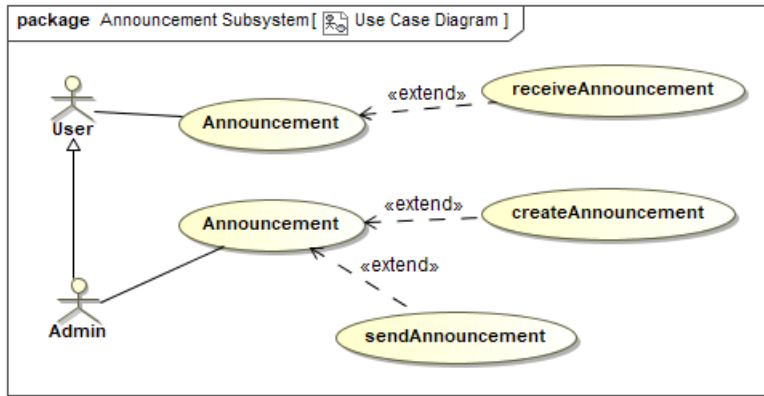 package Announcement Subsystem[ Use Case Diagram ]
User
Announcement
«extend»
receiveAnnouncement
Announcement
«extend»
createAnnouncement
«extend»
Admin
sendAnnouncement